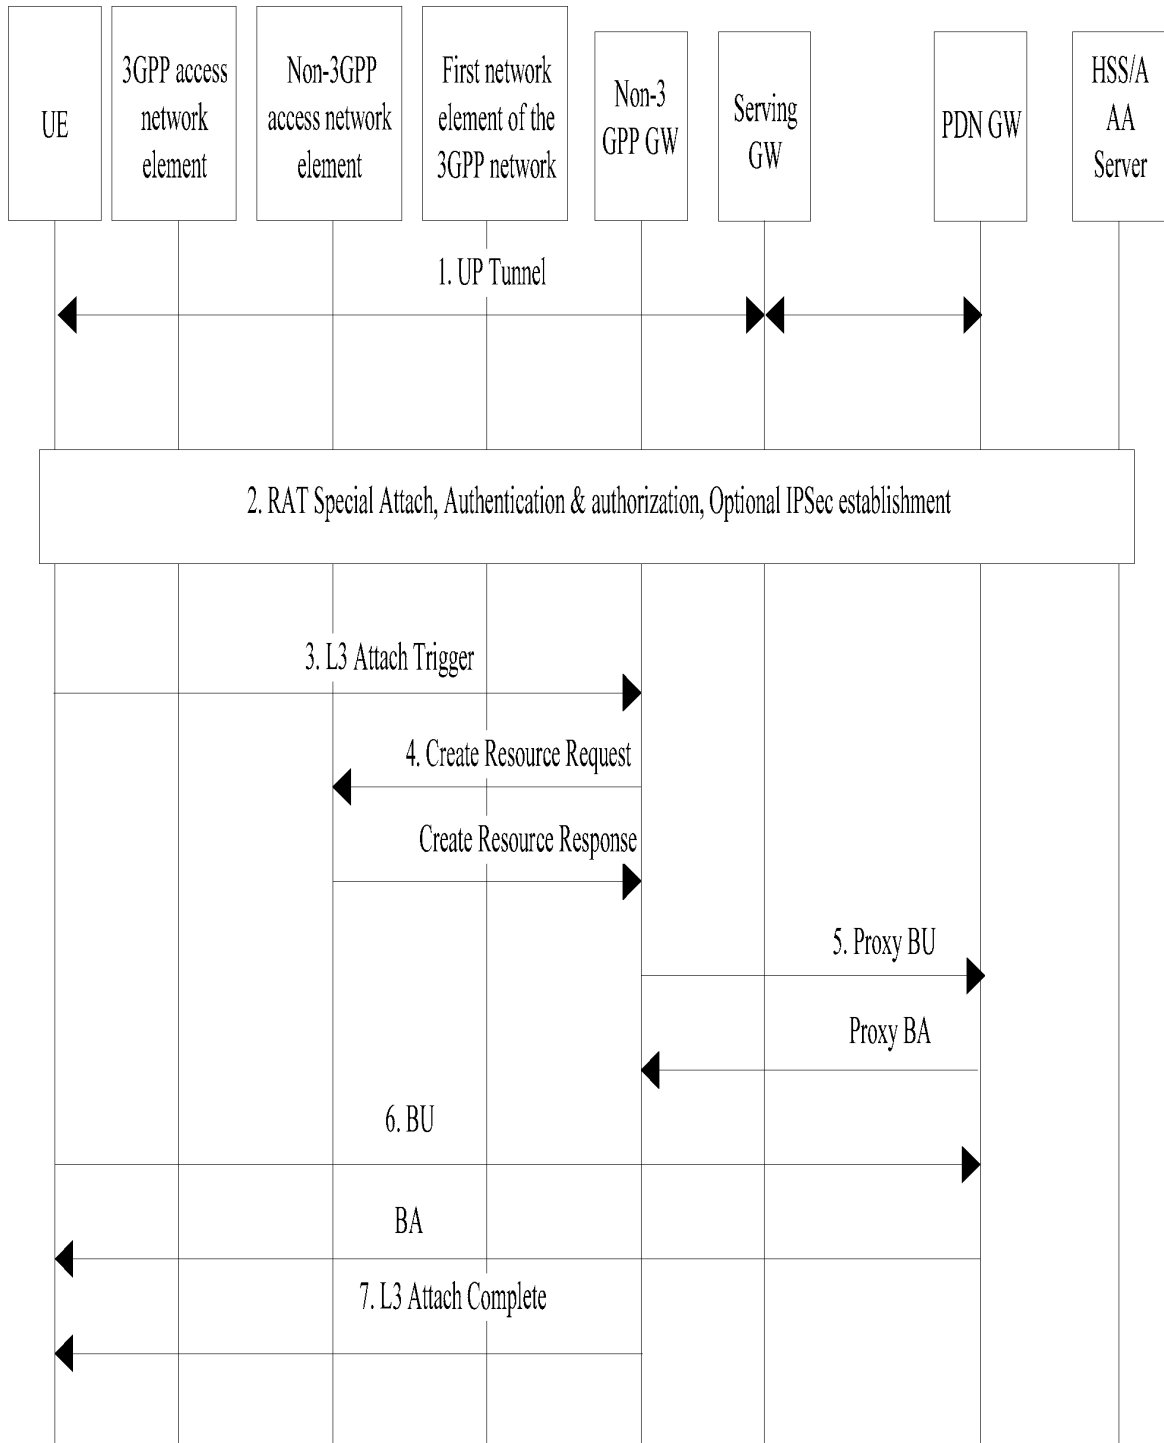 UE
3GPP access
network
element
Non-3GPP
access network
element
First network
element of the
3GPP network
Non-3
GPP GW
Serving
GW
PDN GW
HSS/A
AA
Server
1. UP Tunnel
2. RAT Special Attach, Authentication & authorization, Optional IPSec establishment
3. L3 Attach Trigger
4. Create Resource Request
Create Resource Response
5. Proxy BU
Proxy BA
6. BU
BA
7. L3 Attach Complete